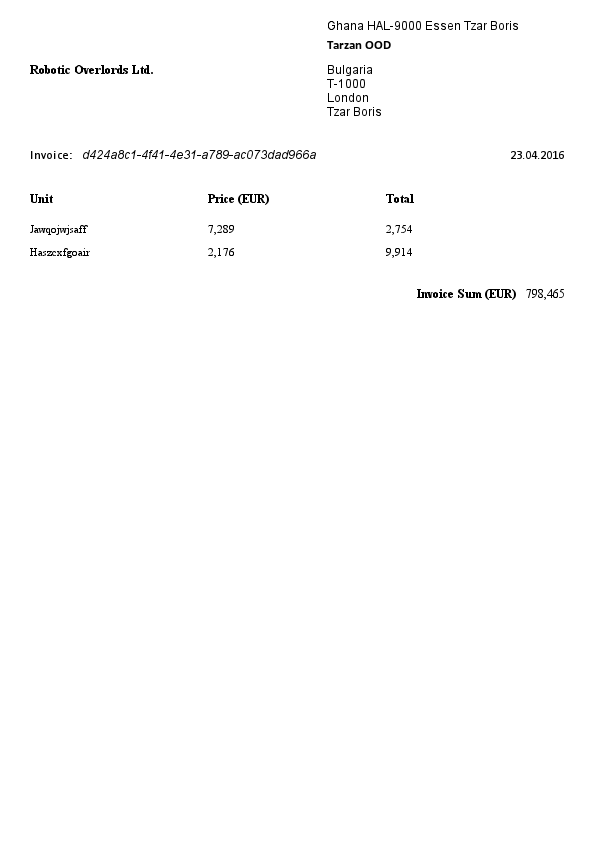 Ghana HAL-9000 Essen Tzar Boris
Tarzan OOD
Robotic Overlords Ltd.
Bulgaria
T-1000
London
Tzar Boris
Invoice: d424a8c1-4f41-4e31-a789-ac073dad966a 23.04.2016
Unit Price (EUR) Total
Jawqojwjsaff 7,289 2,754
Haszexfgoair 2,176 9,914
Invoice Sum (EUR) 798,465